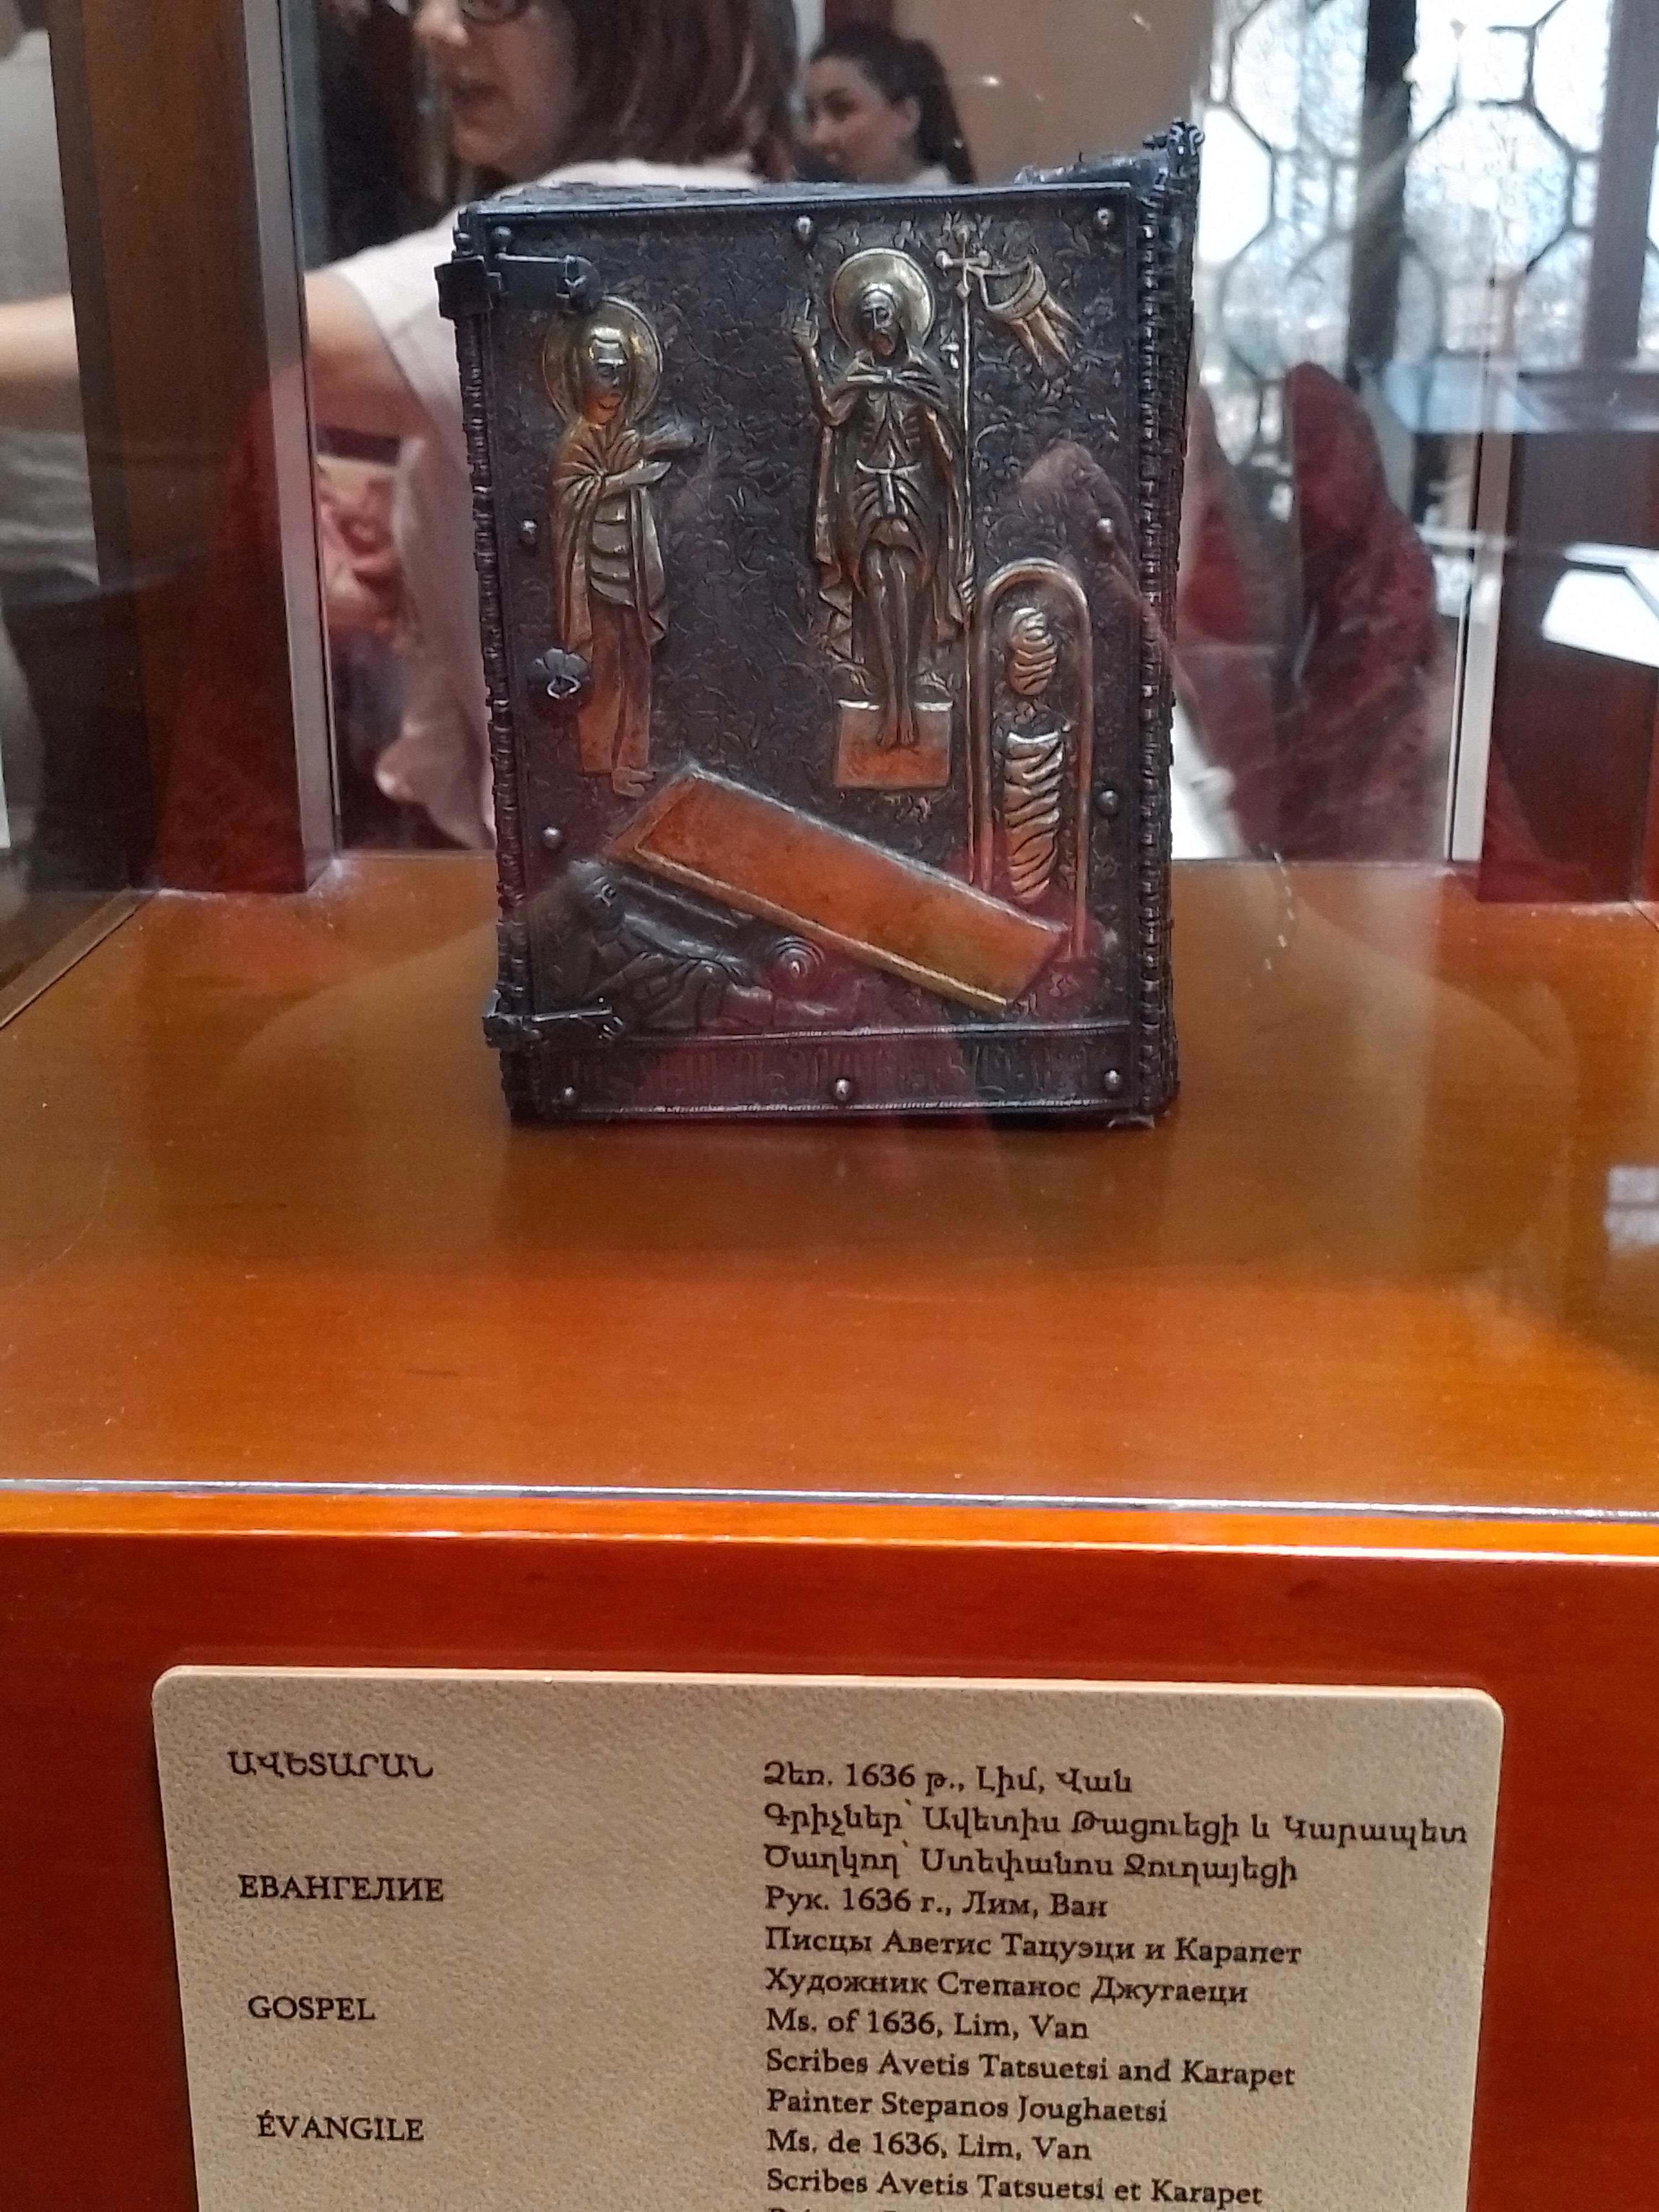 ԱՎԵՏԱՐԱՆ
Ձեռ. 1636 թ., Լիմ, Վան
Գրիչներ՝ Ավետիս Թացուեցի և Կարապետ
Ծաղկող՝ Ստեփանոս Ջուղայեցի
ЕВАНГЕЛИЕ
Рук. 1636 г., Лим, Ван
Писцы Аветис Тацуэци и Карапет
Художник Степанос Джугаеци
GOSPEL
Ms. of 1636, Lim, Van
Scribes Avetis Tatsuetsi and Karapet
Painter Stepanos Joughaetsi
ÉVANGILE
Ms. de 1636, Lim, Van
Scribes Avetis Tatsuetsi et Karapet